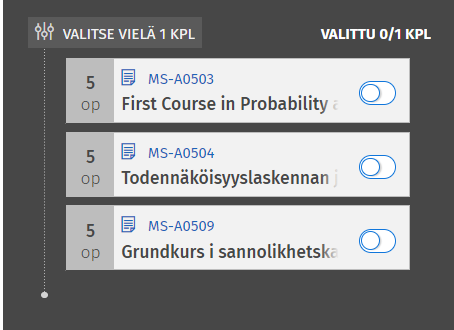 VALITSE VIELÄ 1 KPL
VALITTU 0/1 KPL
5
op
MS-A0503
First Course in Probability
5
op
MS-A0504
Todennäköisyyslaskennan
5
op
MS-A0509
Grundkurs i sannolikhetska